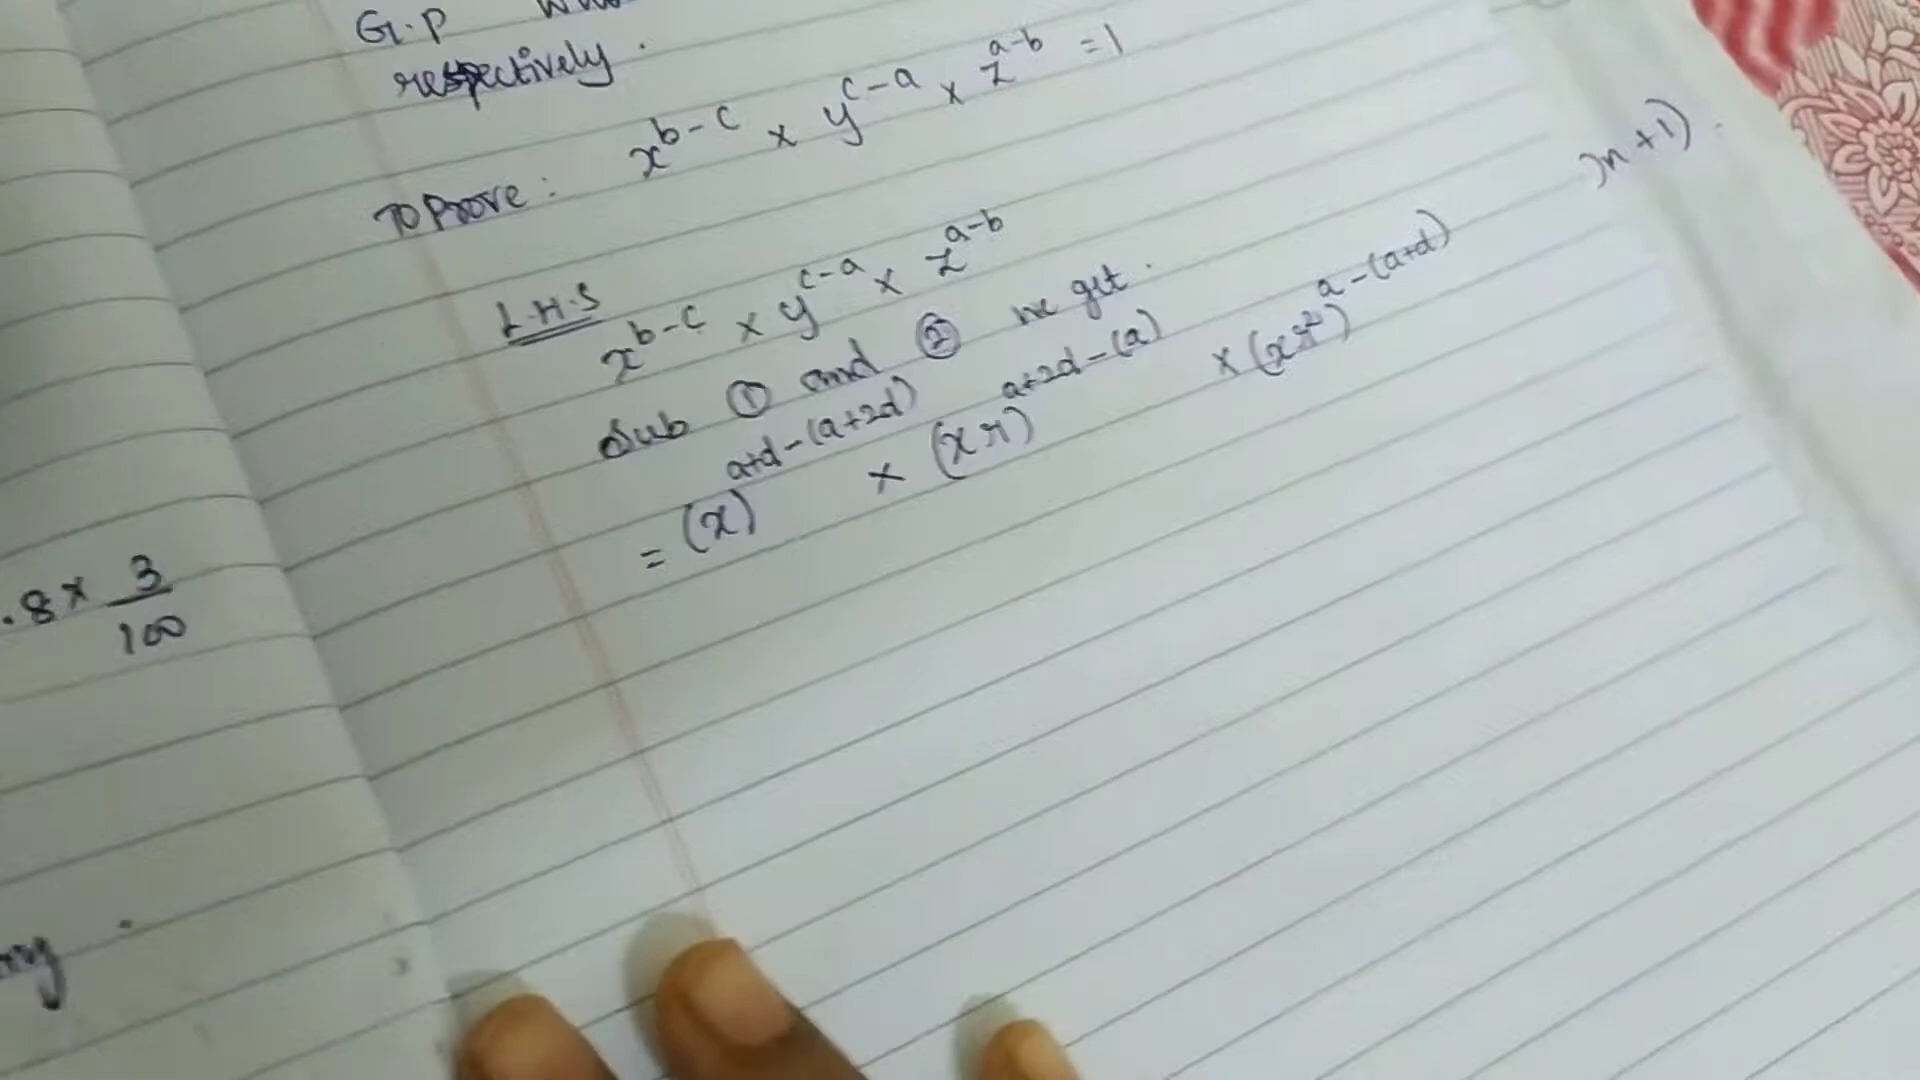 G.P
respectively.
To Prove: x^{b-c} × y^{c-a} × z^{a-b} = 1
n+1).
L.H.S
x^{b-c} × y^{c-a} × z^{a-b}
Sub ① and ② we get.
= (x)^{a+d-(a+2d)} × (xr)^{a+2d-(a)} × (xr²)^{a-(a+d)}
.8 × 3/100